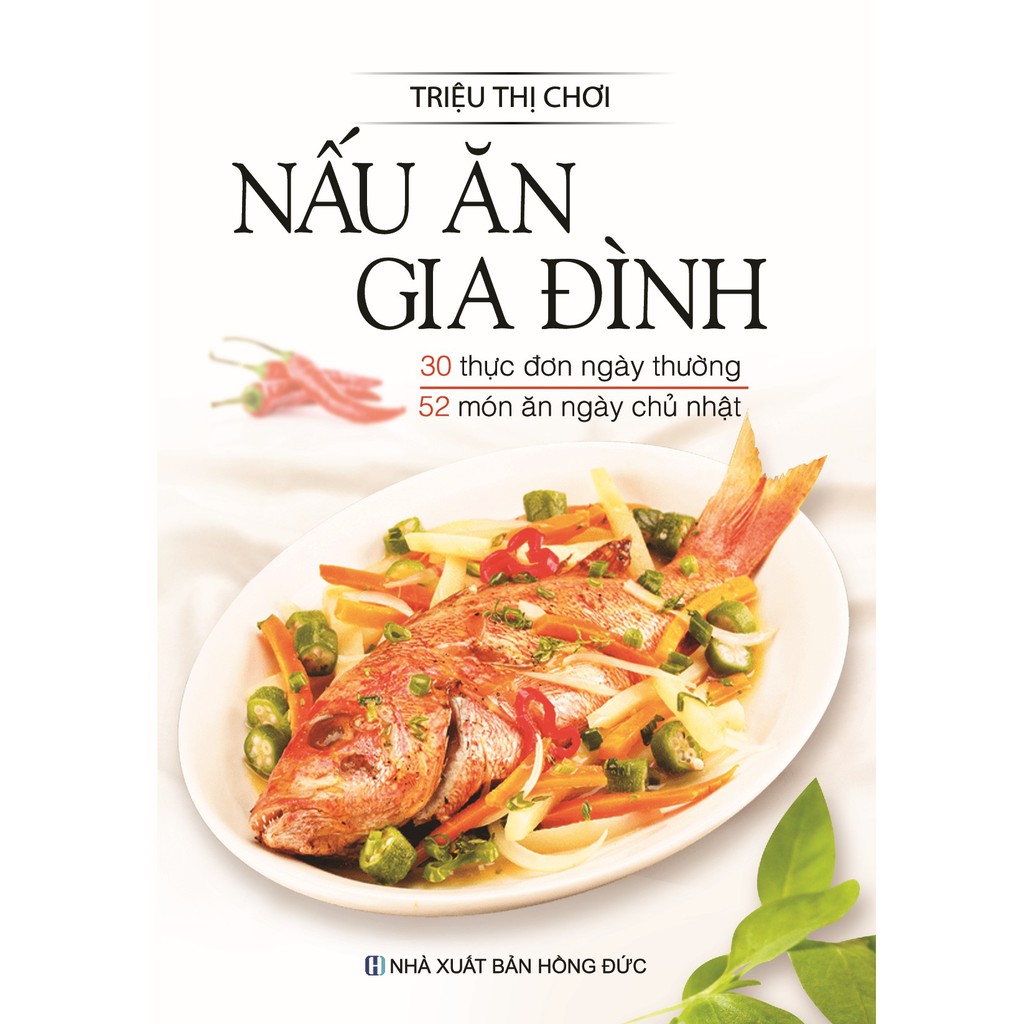 TRIỆU THỊ CHƠI
NẤU ĂN
GIA ĐÌNH
30 thực đơn ngày thường
52 món ăn ngày chủ nhật
NHÀ XUẤT BẢN HỒNG ĐỨC